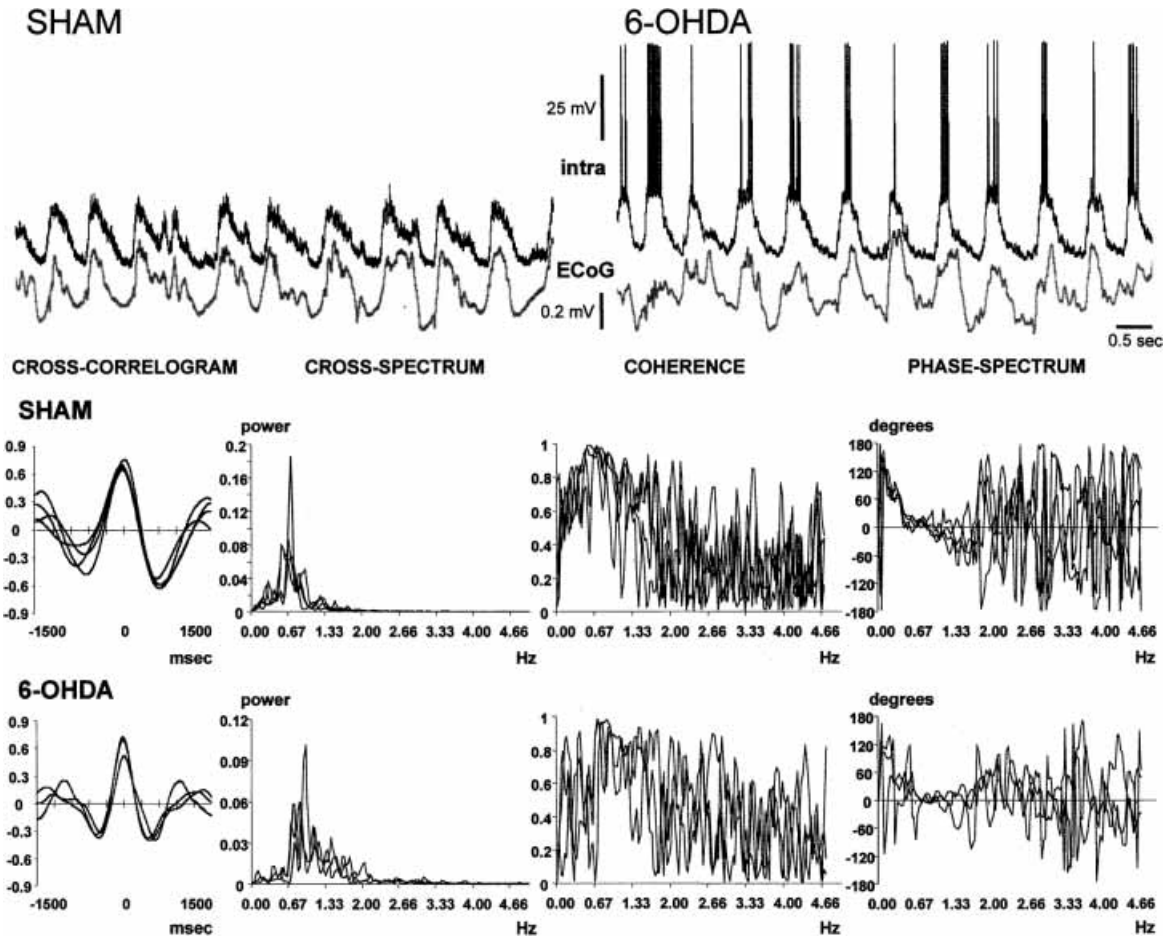 SHAM
6-OHDA
25 mV
intra
ECoG
0.2 mV
0.5 sec
CROSS-CORRELOGRAM CROSS-SPECTRUM COHERENCE PHASE-SPECTRUM
SHAM
power degrees
0.9 0.2 1 180
0.6 0.16 0.8 120
0.3 0.12 0.6 60
0 0.08 0.4 0
-0.3 0.04 0.2 -60
-0.6 0 0 -120
-0.9 -180
-1500 0 1500 0.00 0.67 1.33 2.00 2.66 3.33 4.00 4.66 0.00 0.67 1.33 2.00 2.66 3.33 4.00 4.66 0.00 0.67 1.33 2.00 2.66 3.33 4.00 4.66
msec Hz Hz Hz
6-OHDA
power degrees
0.9 0.12 1 180
0.6 0.09 0.8 120
0.3 0.06 0.6 60
0 0.03 0.4 0
-0.3 0 0.2 -60
-0.6 0 -120
-0.9 -180
-1500 0 1500 0.00 0.67 1.33 2.00 2.66 3.33 4.00 4.66 0.00 0.67 1.33 2.00 2.66 3.33 4.00 4.66 0.00 0.67 1.33 2.00 2.66 3.33 4.00 4.66
msec Hz Hz Hz